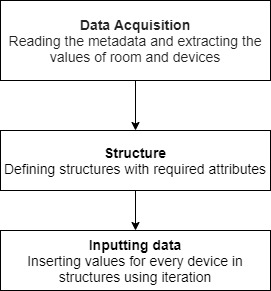 Data Acquisition
Reading the metadata and extracting the
values of room and devices
Structure
Defining structures with required attributes
Inputting data
Inserting values for every device in
structures using iteration